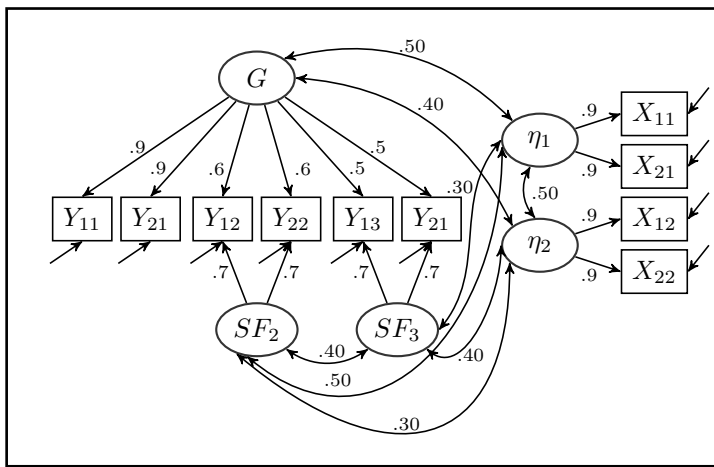 G
.50
.40
η1
η2
.50
.9
.9
.6
.6
.5
.5
.30
.9
.9
.9
.9
X11
X21
X12
X22
Y11 Y21 Y12 Y22 Y13 Y21
.7 .7 .7 .7
SF2 SF3
.40
.40
.50
.30